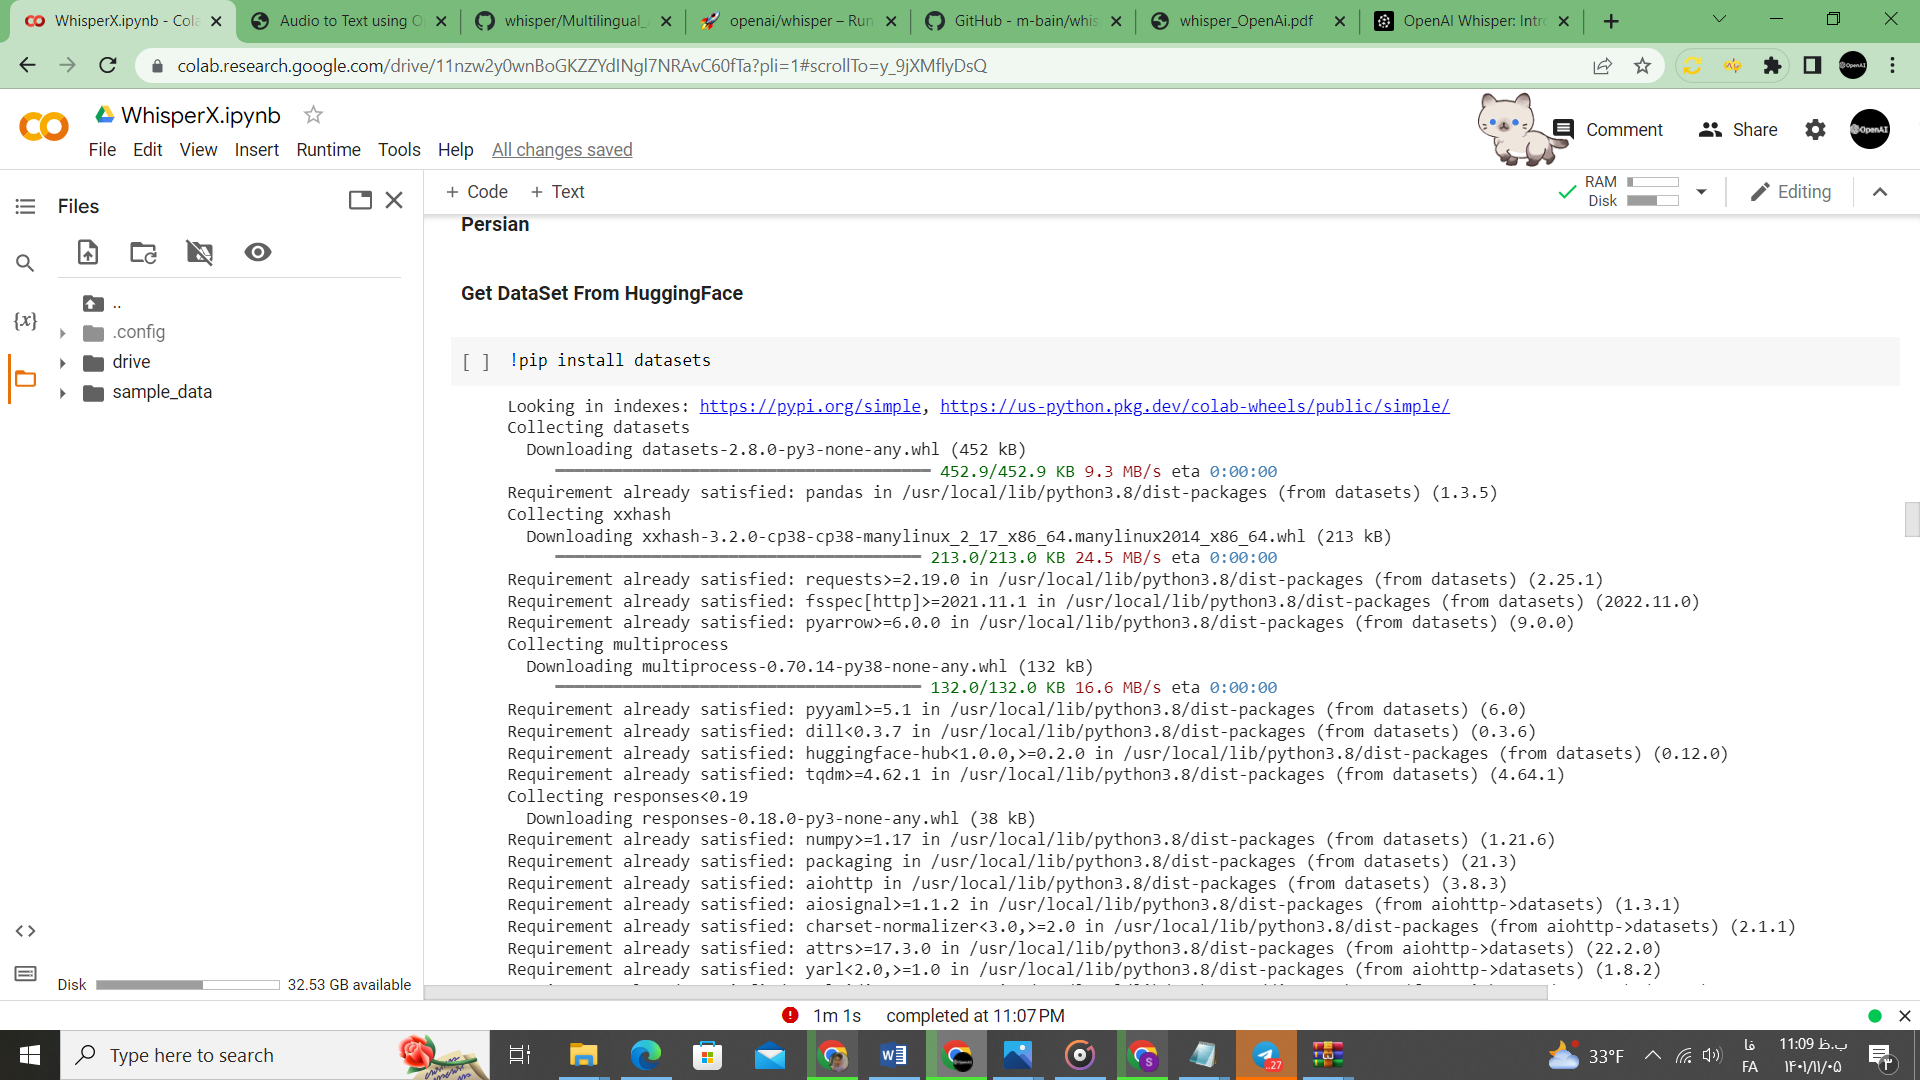 WhisperX.ipynb - Cola
Audio to Text using O
whisper/Multilingual_
openai/whisper – Run
GitHub - m-bain/whis
whisper_OpenAi.pdf
OpenAI Whisper: Intro
colab.research.google.com/drive/11nzw2y0wnBoGKZZYdINgl7NRAvC60fTa?pli=1#scrollTo=y_9jXMflyDsQ
WhisperX.ipynb
Comment
Share
OpenAI
File Edit View Insert Runtime Tools Help All changes saved
Files
+ Code + Text
RAM
Disk
Editing
Persian
Get DataSet From HuggingFace
..
.config
drive
sample_data
[ ] !pip install datasets
Looking in indexes: https://pypi.org/simple, https://us-python.pkg.dev/colab-wheels/public/simple/
Collecting datasets
Downloading datasets-2.8.0-py3-none-any.whl (452 kB)
452.9/452.9 KB 9.3 MB/s eta 0:00:00
Requirement already satisfied: pandas in /usr/local/lib/python3.8/dist-packages (from datasets) (1.3.5)
Collecting xxhash
Downloading xxhash-3.2.0-cp38-cp38-manylinux_2_17_x86_64.manylinux2014_x86_64.whl (213 kB)
213.0/213.0 KB 24.5 MB/s eta 0:00:00
Requirement already satisfied: requests>=2.19.0 in /usr/local/lib/python3.8/dist-packages (from datasets) (2.25.1)
Requirement already satisfied: fsspec[http]>=2021.11.1 in /usr/local/lib/python3.8/dist-packages (from datasets) (2022.11.0)
Requirement already satisfied: pyarrow>=6.0.0 in /usr/local/lib/python3.8/dist-packages (from datasets) (9.0.0)
Collecting multiprocess
Downloading multiprocess-0.70.14-py38-none-any.whl (132 kB)
132.0/132.0 KB 16.6 MB/s eta 0:00:00
Requirement already satisfied: pyyaml>=5.1 in /usr/local/lib/python3.8/dist-packages (from datasets) (6.0)
Requirement already satisfied: dill<0.3.7 in /usr/local/lib/python3.8/dist-packages (from datasets) (0.3.6)
Requirement already satisfied: huggingface-hub<1.0.0,>=0.2.0 in /usr/local/lib/python3.8/dist-packages (from datasets) (0.12.0)
Requirement already satisfied: tqdm>=4.62.1 in /usr/local/lib/python3.8/dist-packages (from datasets) (4.64.1)
Collecting responses<0.19
Downloading responses-0.18.0-py3-none-any.whl (38 kB)
Requirement already satisfied: numpy>=1.17 in /usr/local/lib/python3.8/dist-packages (from datasets) (1.21.6)
Requirement already satisfied: packaging in /usr/local/lib/python3.8/dist-packages (from datasets) (21.3)
Requirement already satisfied: aiohttp in /usr/local/lib/python3.8/dist-packages (from datasets) (3.8.3)
Requirement already satisfied: aiosignal>=1.1.2 in /usr/local/lib/python3.8/dist-packages (from aiohttp->datasets) (1.3.1)
Requirement already satisfied: charset-normalizer<3.0,>=2.0 in /usr/local/lib/python3.8/dist-packages (from aiohttp->datasets) (2.1.1)
Requirement already satisfied: attrs>=17.3.0 in /usr/local/lib/python3.8/dist-packages (from aiohttp->datasets) (22.2.0)
Requirement already satisfied: yarl<2.0,>=1.0 in /usr/local/lib/python3.8/dist-packages (from aiohttp->datasets) (1.8.2)
Disk 32.53 GB available
1m 1s completed at 11:07 PM
Type here to search
..27
33°F
فا
FA
11:09 ب.ظ
۱۴۰۱/۱۱/۰۵
۳